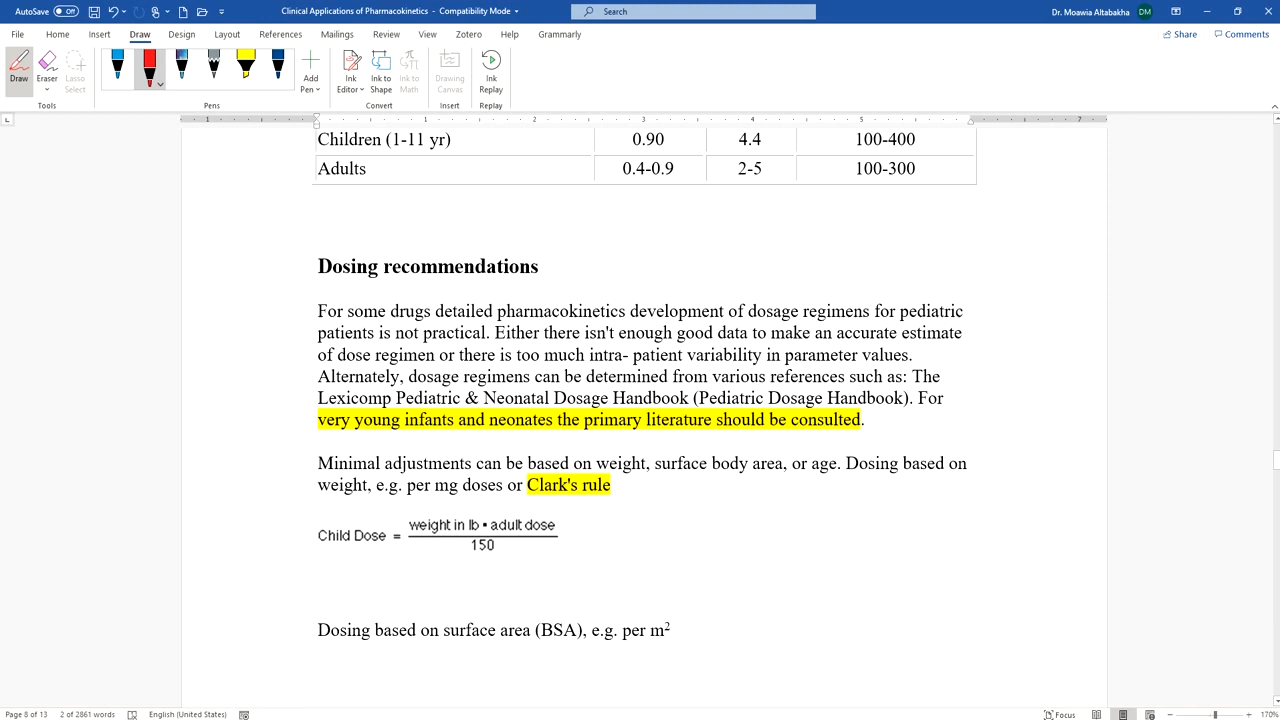 AutoSave Off Clinical Applications of Pharmacokinetics - Compatibility Mode Search Dr. Moawia Altabakha DM
File Home Insert Draw Design Layout References Mailings Review View Zotero Help Grammarly Share Comments
Draw Eraser Lasso Select Add Pen Ink Editor Ink to Shape Ink to Math Drawing Canvas Ink Replay
Tools Pens Convert Insert Replay
1 1 2 3 4 5 7
Children (1-11 yr) 0.90 4.4 100-400
Adults 0.4-0.9 2-5 100-300
Dosing recommendations
For some drugs detailed pharmacokinetics development of dosage regimens for pediatric
patients is not practical. Either there isn't enough good data to make an accurate estimate
of dose regimen or there is too much intra- patient variability in parameter values.
Alternately, dosage regimens can be determined from various references such as: The
Lexicomp Pediatric & Neonatal Dosage Handbook (Pediatric Dosage Handbook). For
very young infants and neonates the primary literature should be consulted.
Minimal adjustments can be based on weight, surface body area, or age. Dosing based on
weight, e.g. per mg doses or Clark's rule
Child Dose = weight in lb • adult dose
150
Dosing based on surface area (BSA), e.g. per m²
Page 8 of 13 2 of 2861 words English (United States) Focus 170%